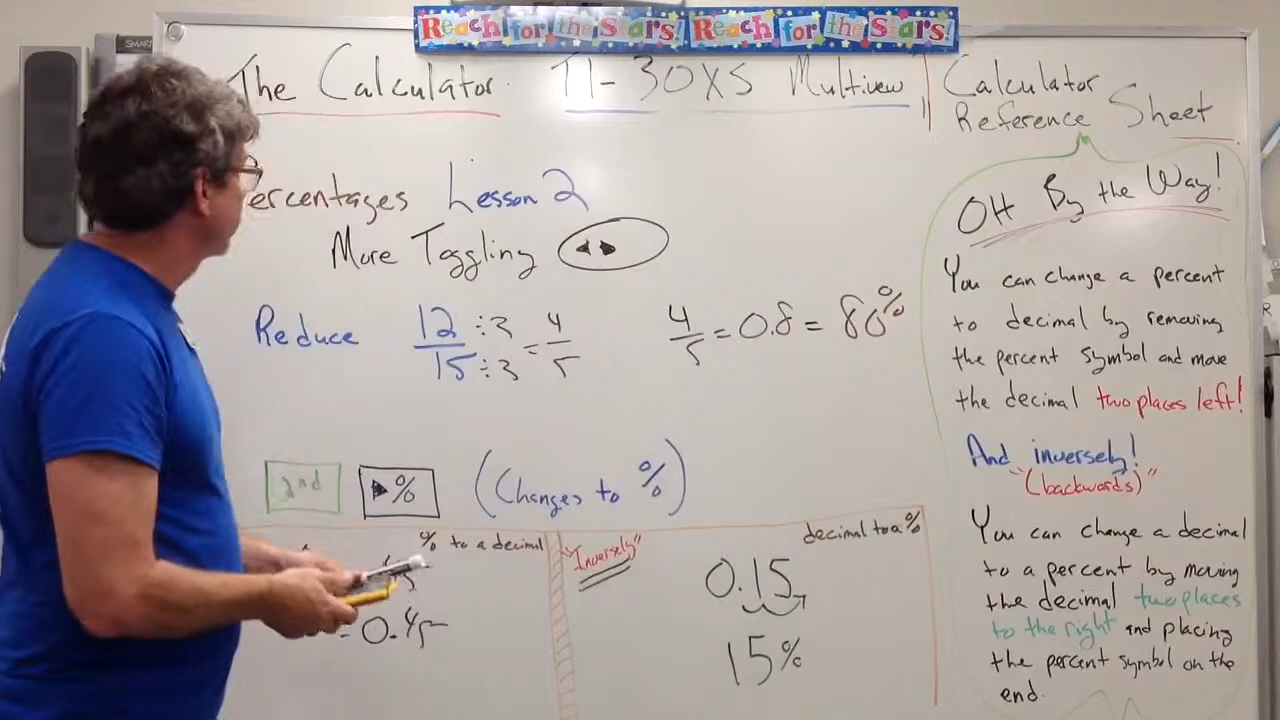 Reach for the Stars! Reach for the Stars!
SMART
The Calculator TI-30XS Multiview
Calculator
Reference Sheet
Percentages Lesson 2
More Toggling ◀ ▶
Reduce 12/15 ÷3/÷3 = 4/5
4/5 = 0.8 = 80%
2nd ▶% (Changes to %)
% to a decimal
= 0.45
"Inversely"
decimal to a %
0.15
15%
OH By the Way!
You can change a percent
to decimal by removing
the percent symbol and move
the decimal two places left!
And inversely!
"(backwards)"
You can change a decimal
to a percent by moving
the decimal two places
to the right and placing
the percent symbol on the
end.